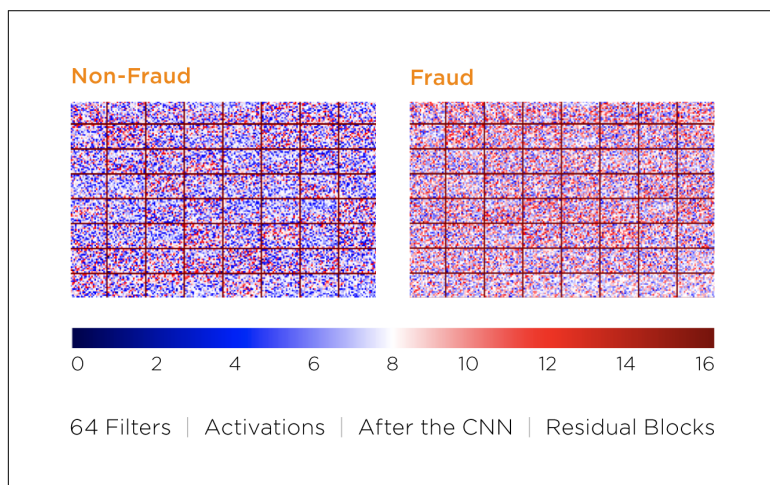 Non-Fraud
Fraud
0 2 4 6 8 10 12 14 16
64 Filters | Activations | After the CNN | Residual Blocks